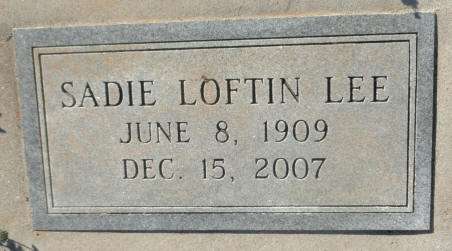 SADIE LOFTIN LEE
JUNE 8, 1909
DEC. 15, 2007